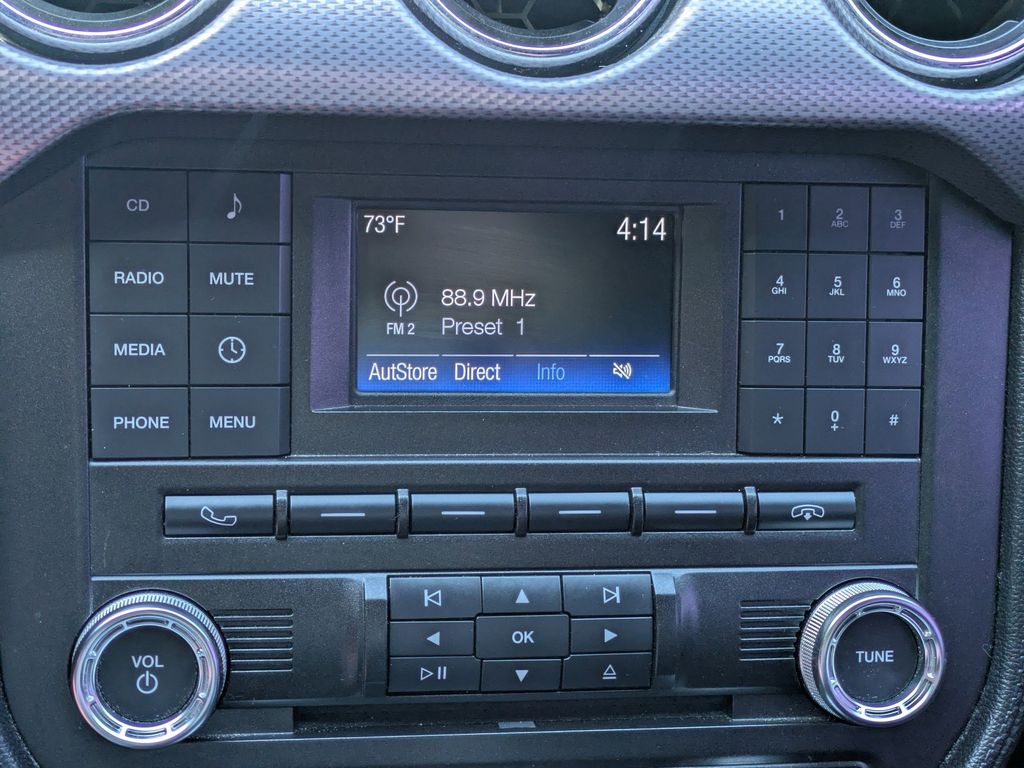 CD
RADIO
MUTE
MEDIA
PHONE
MENU
73°F
4:14
FM 2
88.9 MHz
Preset 1
AutStore Direct Info
1
2 ABC
3 DEF
4 GHI
5 JKL
6 MNO
7 PQRS
8 TUV
9 WXYZ
*
0 +
#
VOL
OK
TUNE